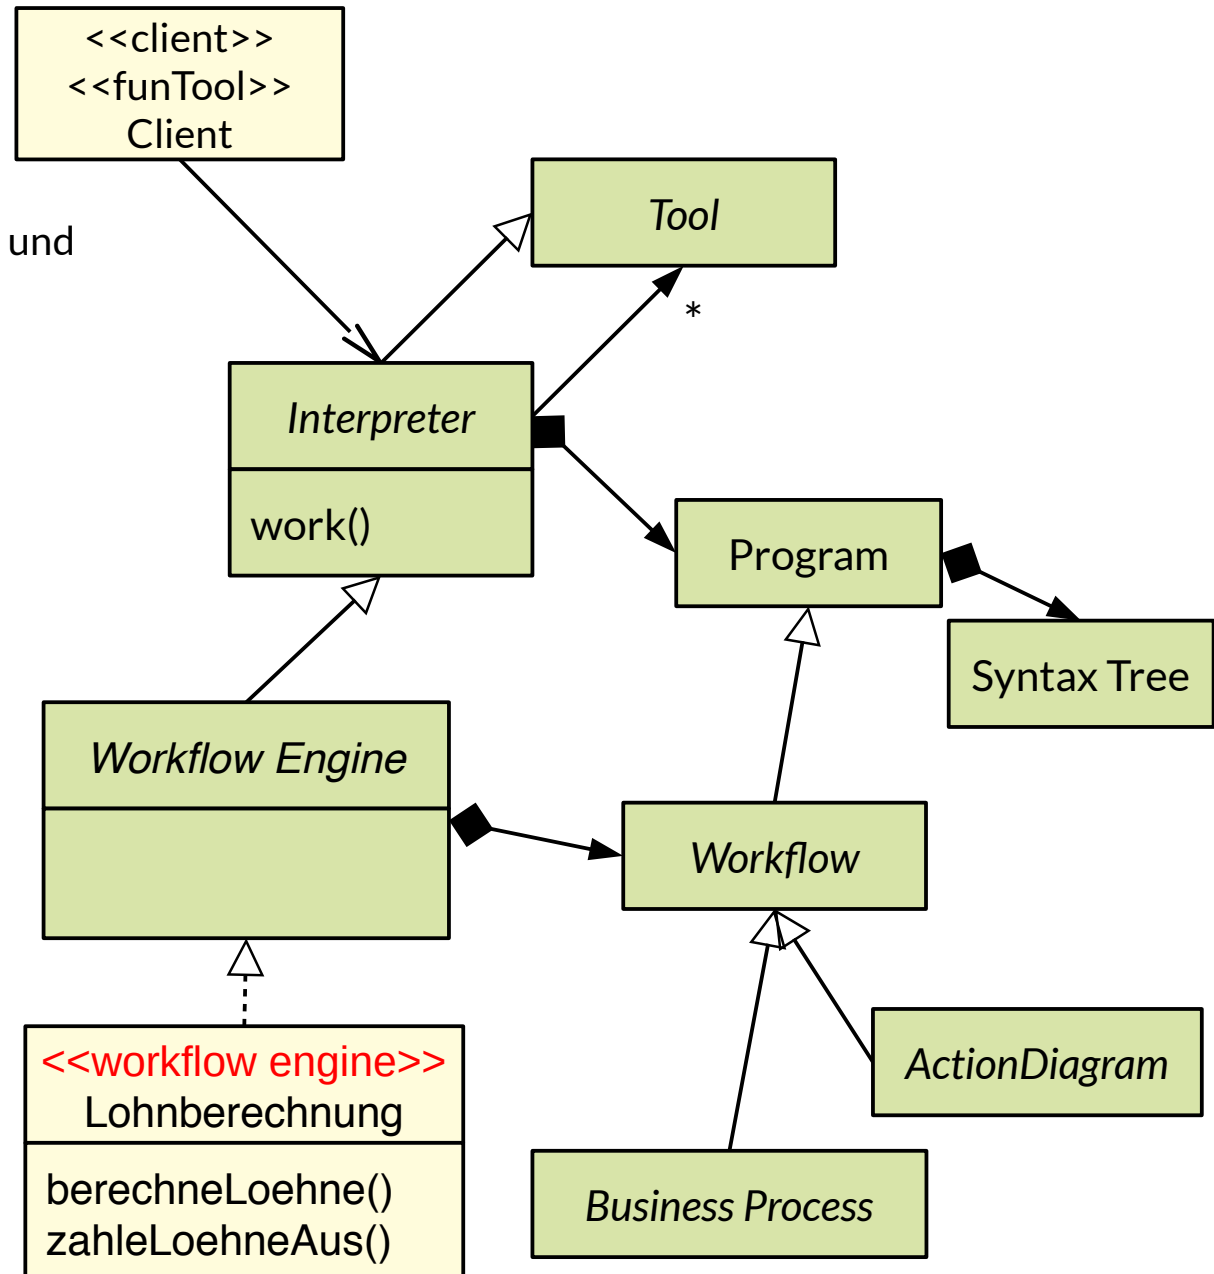 <<client>>
<<funTool>>
Client
Tool
und
*
Interpreter
work()
Program
Syntax Tree
Workflow Engine
Workflow
<<workflow engine>>
Lohnberechnung
ActionDiagram
berechneLoehne()
zahleLoehneAus()
Business Process